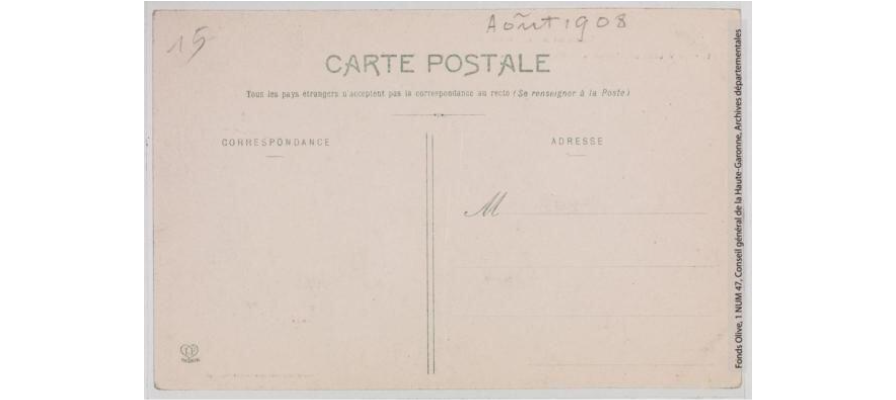 Août 1908
15
CARTE POSTALE
Tous les pays étrangers n'acceptent pas la correspondance au recto (Se renseigner à la Poste)
CORRESPONDANCE
ADRESSE
M
Fonds Olive, 1 NUM 47, Conseil général de la Haute-Garonne, Archives départementales